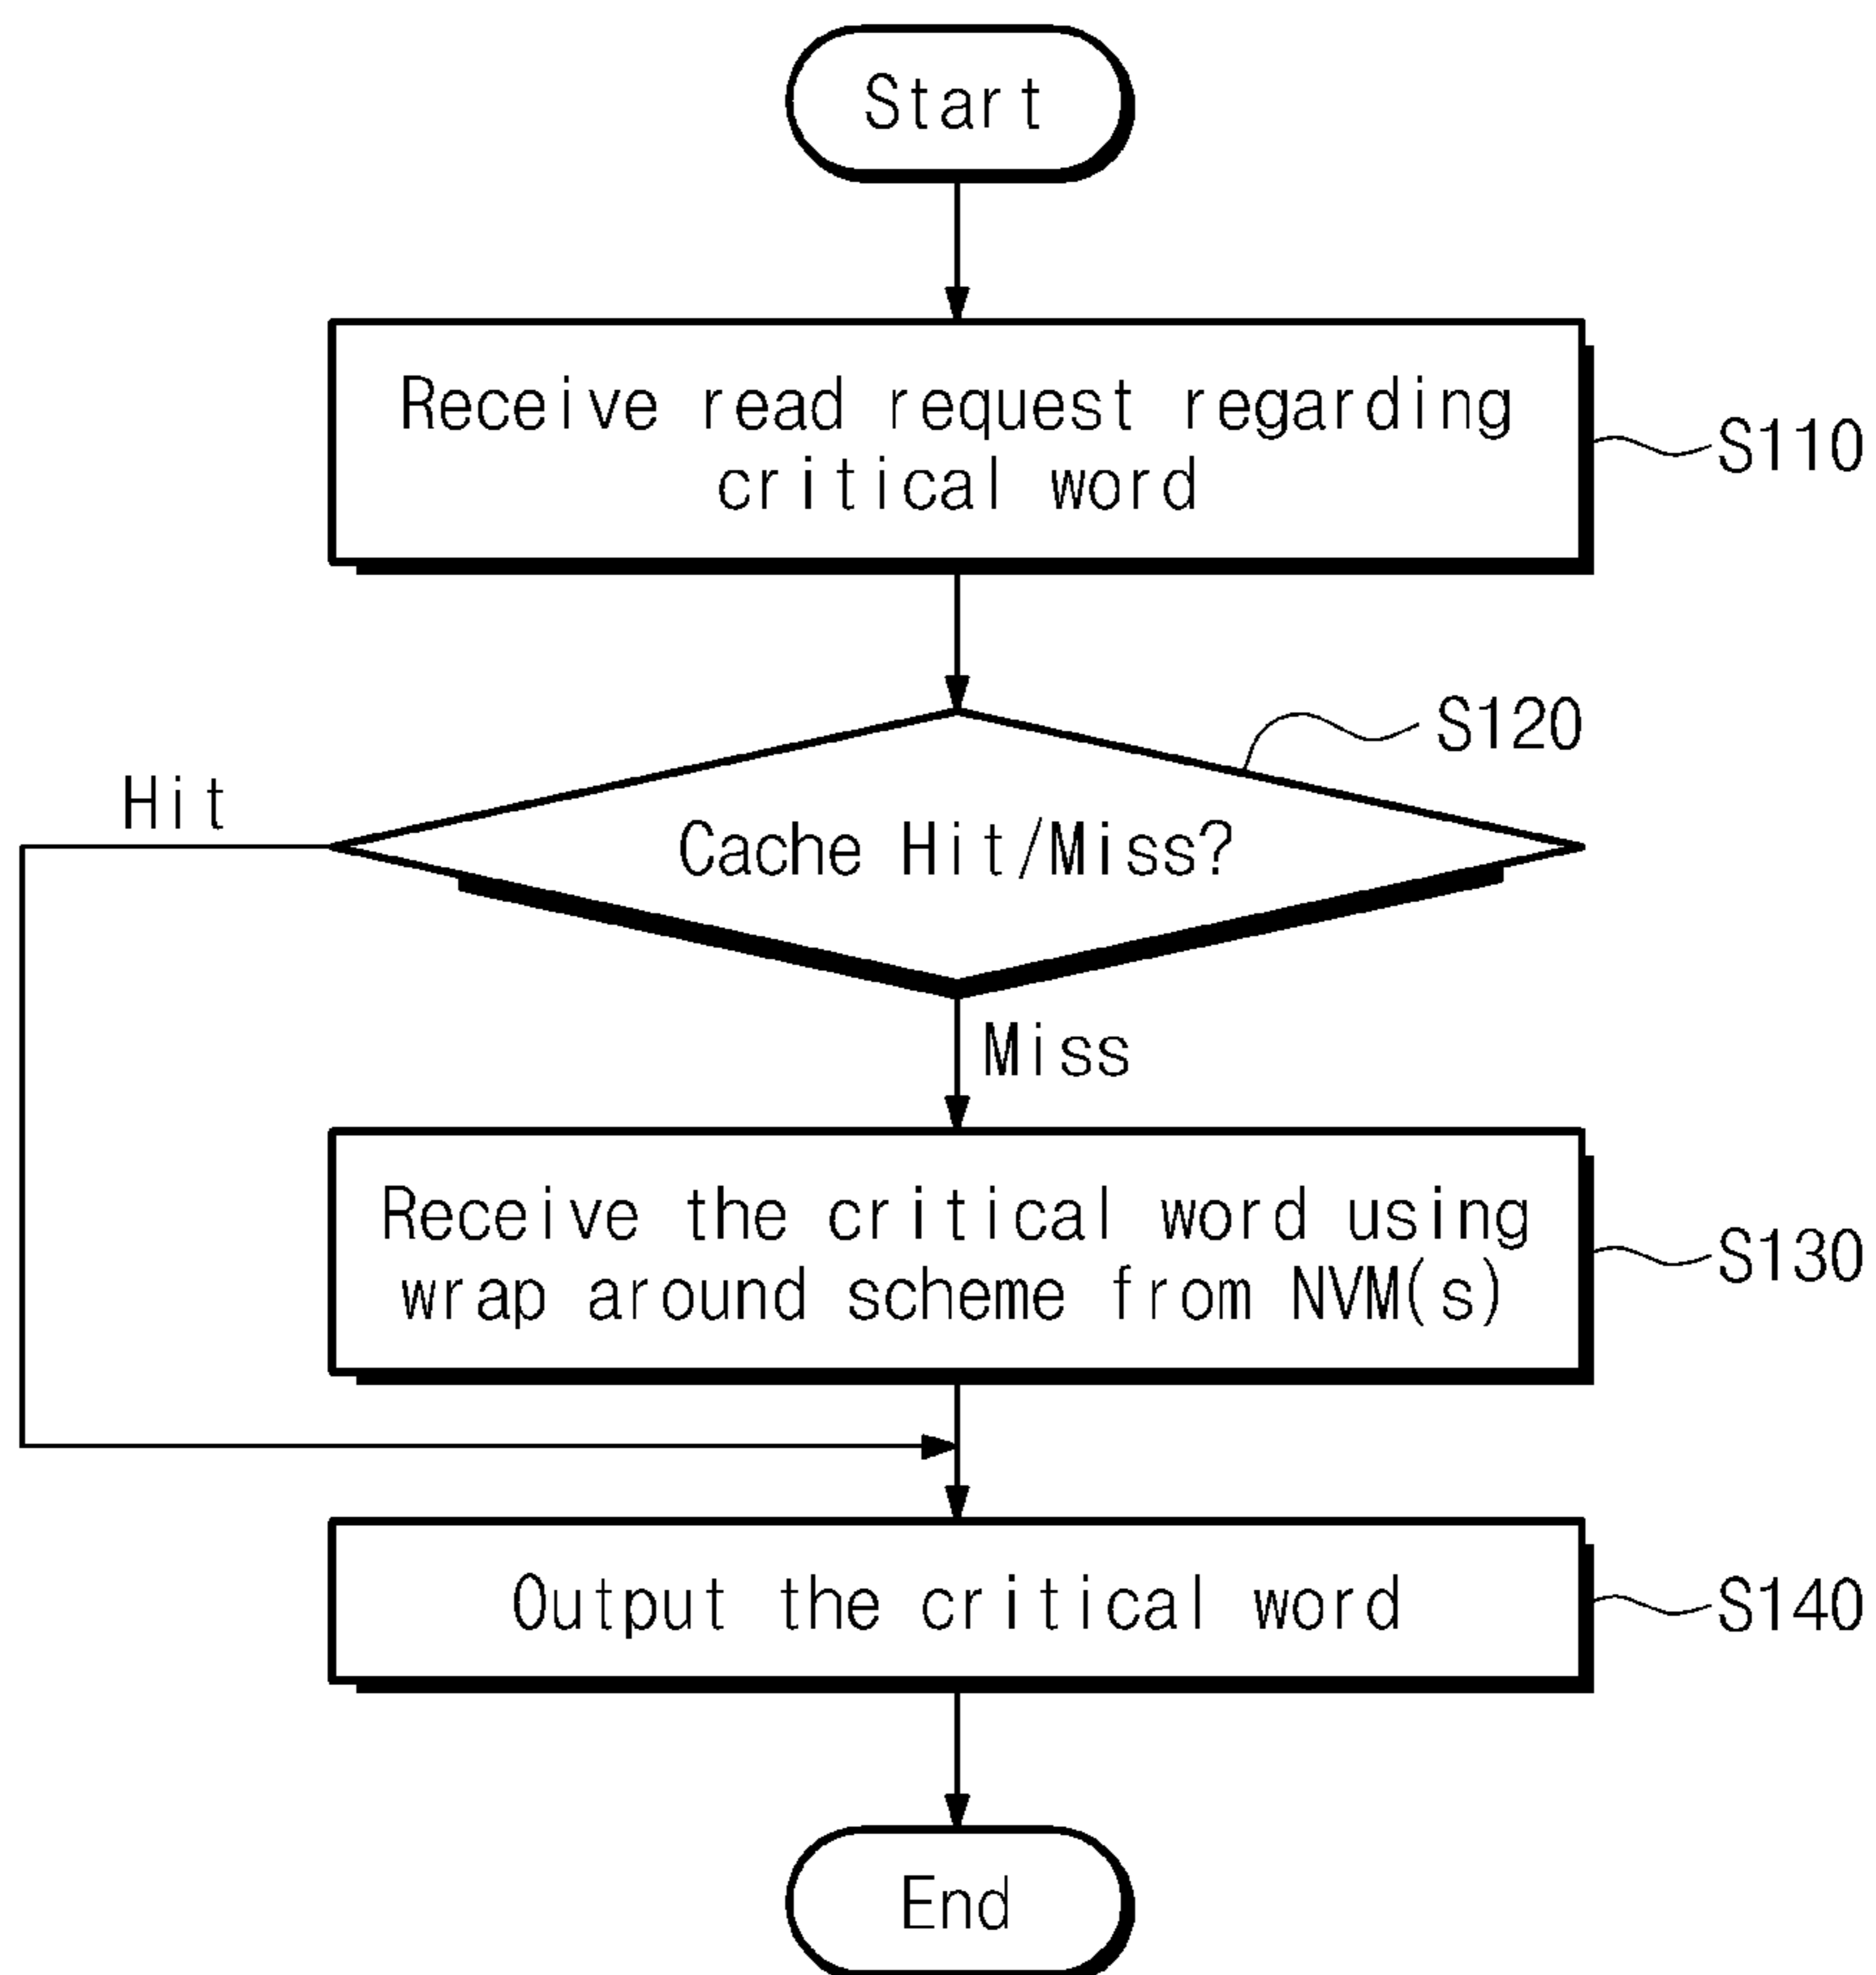 Start
Receive read request regarding
critical word
S110
S120
Hit
Cache Hit/Miss?
Miss
Receive the critical word using
wrap around scheme from NVM(s)
S130
Output the critical word
S140
End